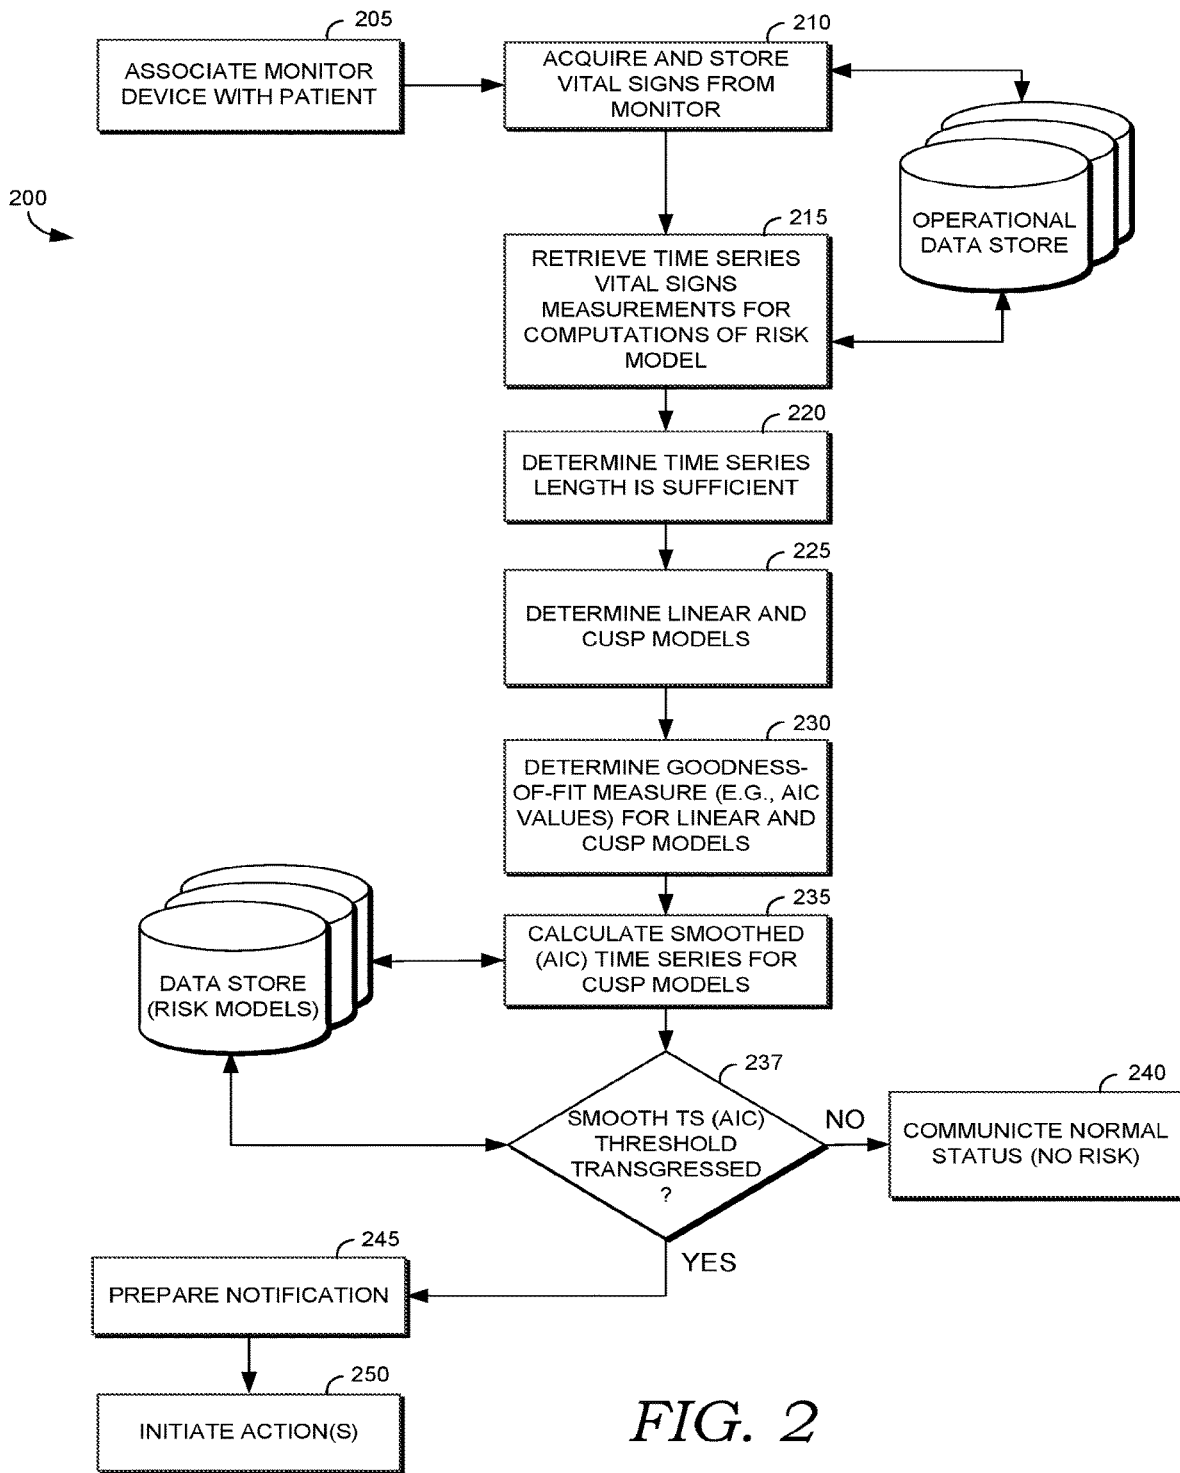 205
ASSOCIATE MONITOR
DEVICE WITH PATIENT
210
ACQUIRE AND STORE
VITAL SIGNS FROM
MONITOR
200
OPERATIONAL
DATA STORE
215
RETRIEVE TIME SERIES
VITAL SIGNS
MEASUREMENTS FOR
COMPUTATIONS OF RISK
MODEL
220
DETERMINE TIME SERIES
LENGTH IS SUFFICIENT
225
DETERMINE LINEAR AND
CUSP MODELS
230
DETERMINE GOODNESS-
OF-FIT MEASURE (E.G., AIC
VALUES) FOR LINEAR AND
CUSP MODELS
235
CALCULATE SMOOTHED
(AIC) TIME SERIES FOR
CUSP MODELS
DATA STORE
(RISK MODELS)
237
SMOOTH TS (AIC)
THRESHOLD
TRANSGRESSED
?
NO
240
COMMUNICTE NORMAL
STATUS (NO RISK)
YES
245
PREPARE NOTIFICATION
250
INITIATE ACTION(S)
FIG. 2